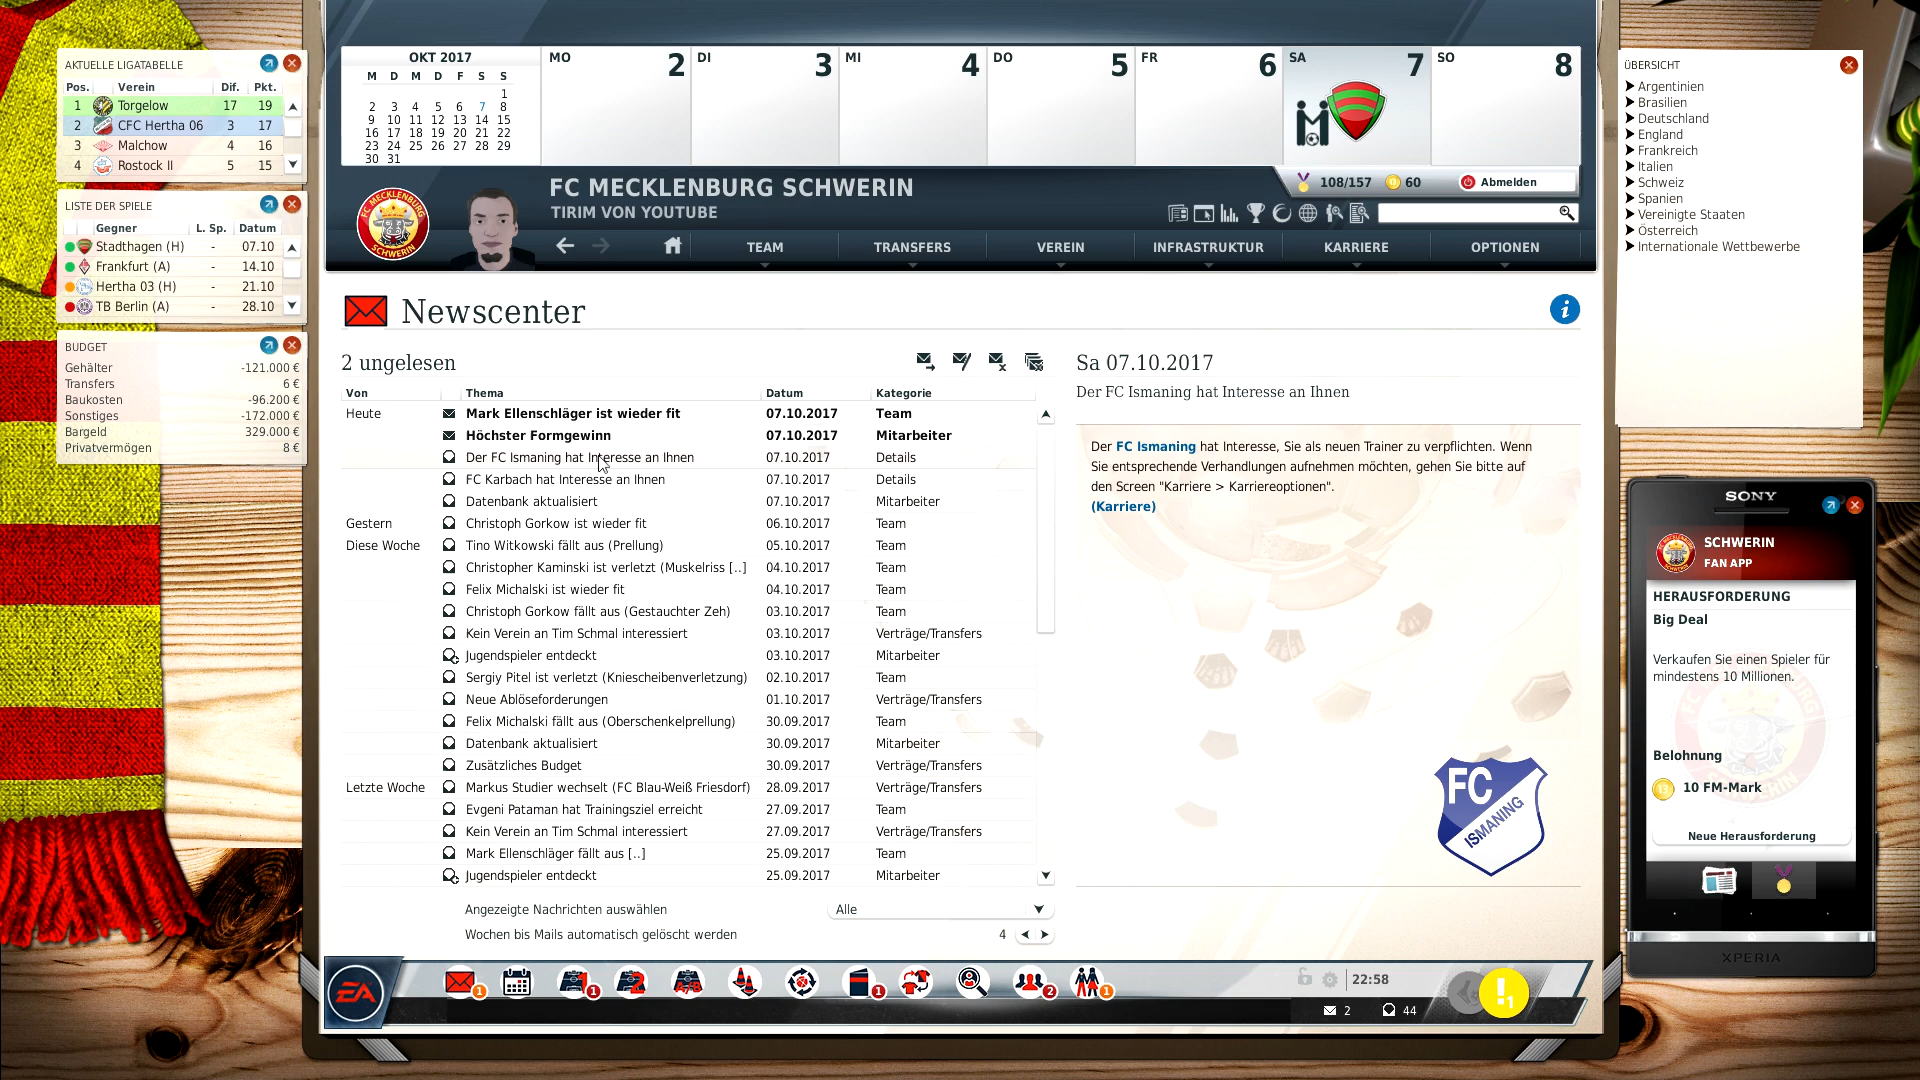 AKTUELLE LIGATABELLE
Pos. Verein Dif. Pkt.
1 Torgelow 17 19
2 CFC Hertha 06 3 17
3 Malchow 4 16
4 Rostock II 5 15
LISTE DER SPIELE
Gegner L. Sp. Datum
Stadthagen (H) - 07.10
Frankfurt (A) - 14.10
Hertha 03 (H) - 21.10
TB Berlin (A) - 28.10
BUDGET
Gehälter -121.000 €
Transfers 6 €
Baukosten -96.200 €
Sonstiges -172.000 €
Bargeld 329.000 €
Privatvermögen 8 €
OKT 2017
M D M D F S S
1
2 3 4 5 6 7 8
9 10 11 12 13 14 15
16 17 18 19 20 21 22
23 24 25 26 27 28 29
30 31
MO 2 DI 3 MI 4 DO 5 FR 6 SA 7 SO 8
FC MECKLENBURG SCHWERIN
TIRIM VON YOUTUBE
FC MECKLENBURG
SCHWERIN
108/157 60 Abmelden
TEAM TRANSFERS VEREIN INFRASTRUKTUR KARRIERE OPTIONEN
Newscenter
2 ungelesen
Von Thema Datum Kategorie
Heute Mark Ellenschläger ist wieder fit 07.10.2017 Team
Höchster Formgewinn 07.10.2017 Mitarbeiter
Der FC Ismaning hat Interesse an Ihnen 07.10.2017 Details
FC Karbach hat Interesse an Ihnen 07.10.2017 Details
Datenbank aktualisiert 07.10.2017 Mitarbeiter
Gestern Christoph Gorkow ist wieder fit 06.10.2017 Team
Diese Woche Tino Witkowski fällt aus (Prellung) 05.10.2017 Team
Christopher Kaminski ist verletzt (Muskelriss [..] 04.10.2017 Team
Felix Michalski ist wieder fit 04.10.2017 Team
Christoph Gorkow fällt aus (Gestauchter Zeh) 03.10.2017 Team
Kein Verein an Tim Schmal interessiert 03.10.2017 Verträge/Transfers
Jugendspieler entdeckt 03.10.2017 Mitarbeiter
Sergiy Pitel ist verletzt (Kniescheibenverletzung) 02.10.2017 Team
Neue Ablöseforderungen 01.10.2017 Verträge/Transfers
Felix Michalski fällt aus (Oberschenkelprellung) 30.09.2017 Team
Datenbank aktualisiert 30.09.2017 Mitarbeiter
Zusätzliches Budget 30.09.2017 Verträge/Transfers
Letzte Woche Markus Studier wechselt (FC Blau-Weiß Friesdorf) 28.09.2017 Verträge/Transfers
Evgeni Pataman hat Trainingsziel erreicht 27.09.2017 Team
Kein Verein an Tim Schmal interessiert 27.09.2017 Verträge/Transfers
Mark Ellenschläger fällt aus [..] 25.09.2017 Team
Jugendspieler entdeckt 25.09.2017 Mitarbeiter
Angezeigte Nachrichten auswählen Alle
Wochen bis Mails automatisch gelöscht werden 4
Sa 07.10.2017
Der FC Ismaning hat Interesse an Ihnen
Der FC Ismaning hat Interesse, Sie als neuen Trainer zu verpflichten. Wenn
Sie entsprechende Verhandlungen aufnehmen möchten, gehen Sie bitte auf
den Screen "Karriere > Karriereoptionen".
(Karriere)
FC
ISMANING
EA
1 1 1 2 A/B 2 1 2 1
22:58
2 44
!1
ÜBERSICHT
Argentinien
Brasilien
Deutschland
England
Frankreich
Italien
Schweiz
Spanien
Vereinigte Staaten
Österreich
Internationale Wettbewerbe
SONY
SCHWERIN
FAN APP
HERAUSFORDERUNG
Big Deal
Verkaufen Sie einen Spieler für
mindestens 10 Millionen.
Belohnung
10 FM-Mark
Neue Herausforderung
XPERIA